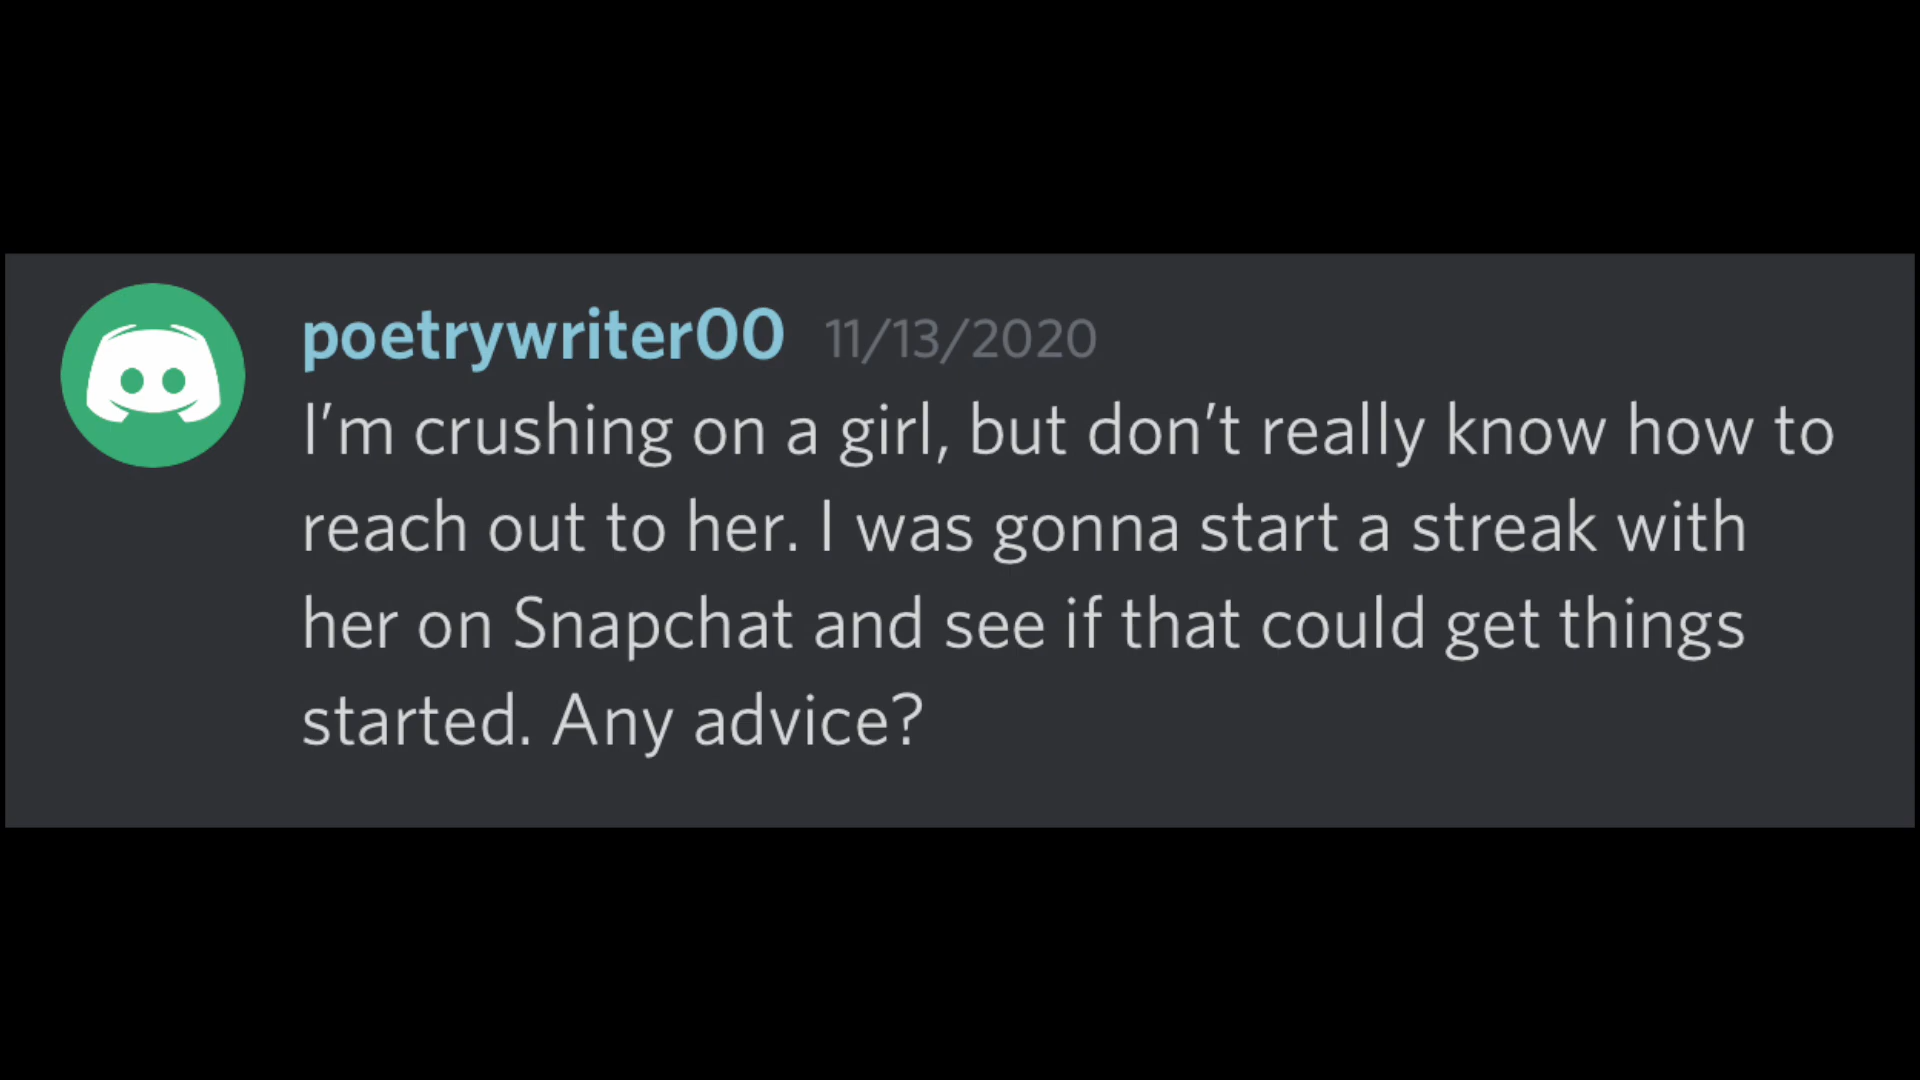 poetrywriter00 11/13/2020
I’m crushing on a girl, but don’t really know how to
reach out to her. I was gonna start a streak with
her on Snapchat and see if that could get things
started. Any advice?